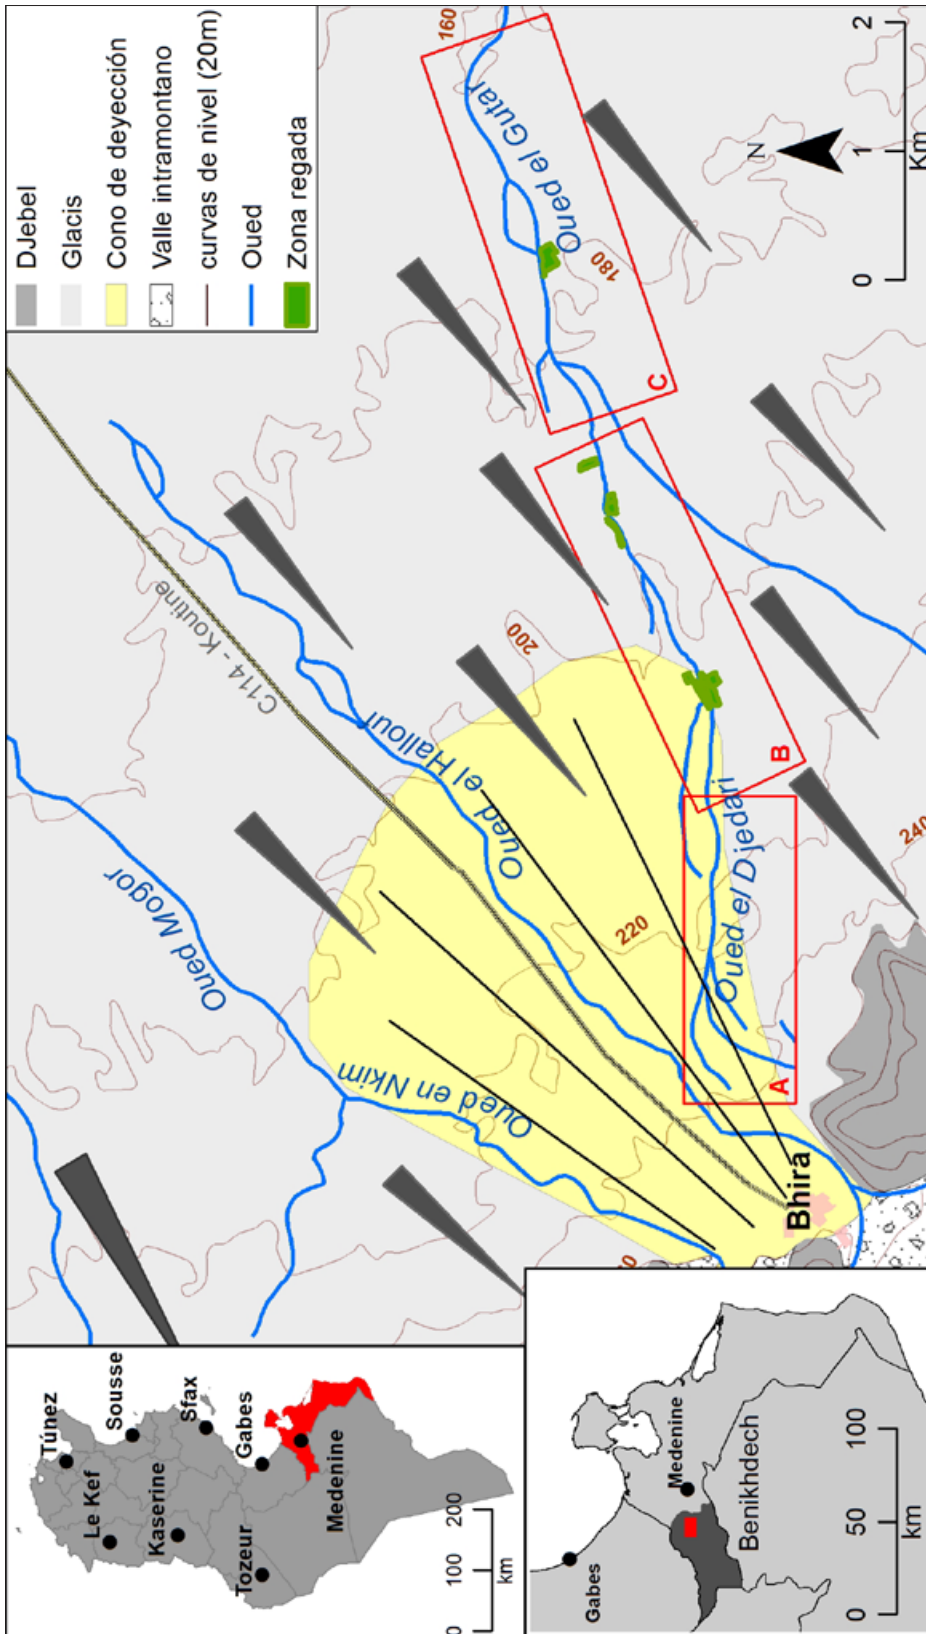 Túnez
Le Kef
Sousse
Kaserine
Sfax
Tozeur
Gabes
Medenine
0 100 200
km
Gabes
Medenine
Benikhdech
0 50 100
km
DJebel
Glacis
Cono de deyección
Valle intramontano
curvas de nivel (20m)
Oued
Zona regada
Oued Mogor
Oued en Nkim
C114 - Koutine
Oued el Hallouf
Oued el Djedari
Oued el Gutar
Bhira
A
B
C
160
180
200
220
240
N
0 1 2
Km